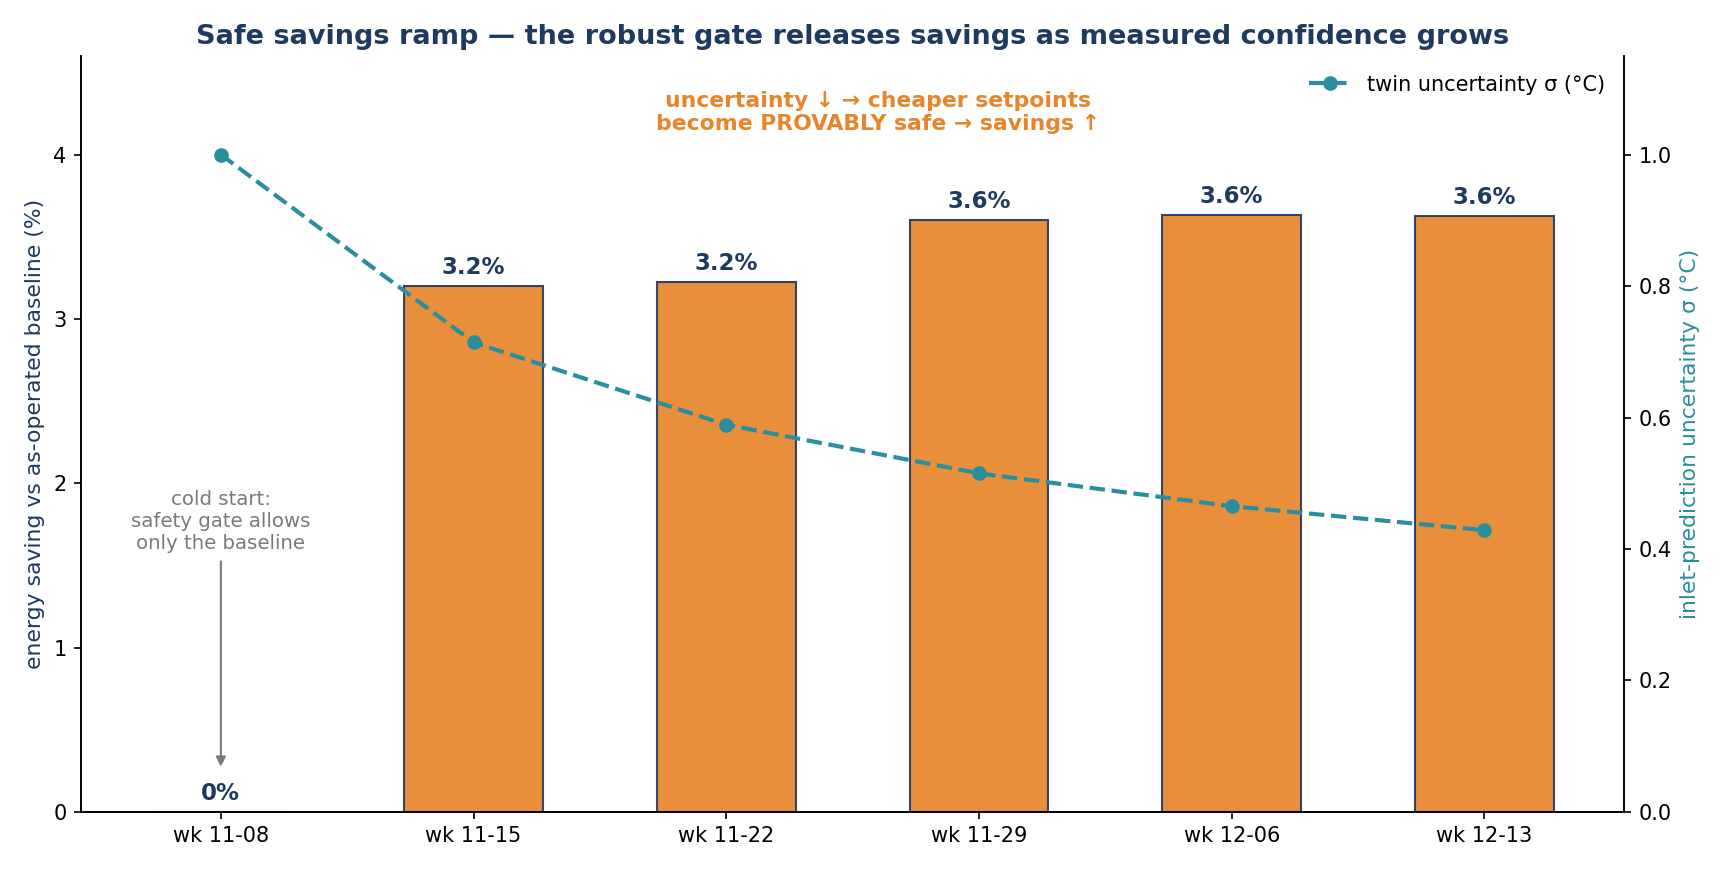 Safe savings ramp — the robust gate releases savings as measured confidence grows
twin uncertainty σ (°C)
uncertainty ↓ → cheaper setpoints
become PROVABLY safe → savings ↑
energy saving vs as-operated baseline (%)
4
3
2
1
0
cold start:
safety gate allows
only the baseline
0%
3.2%
3.2%
3.6%
3.6%
3.6%
1.0
0.8
0.6
0.4
0.2
0.0
inlet-prediction uncertainty σ (°C)
wk 11-08
wk 11-15
wk 11-22
wk 11-29
wk 12-06
wk 12-13